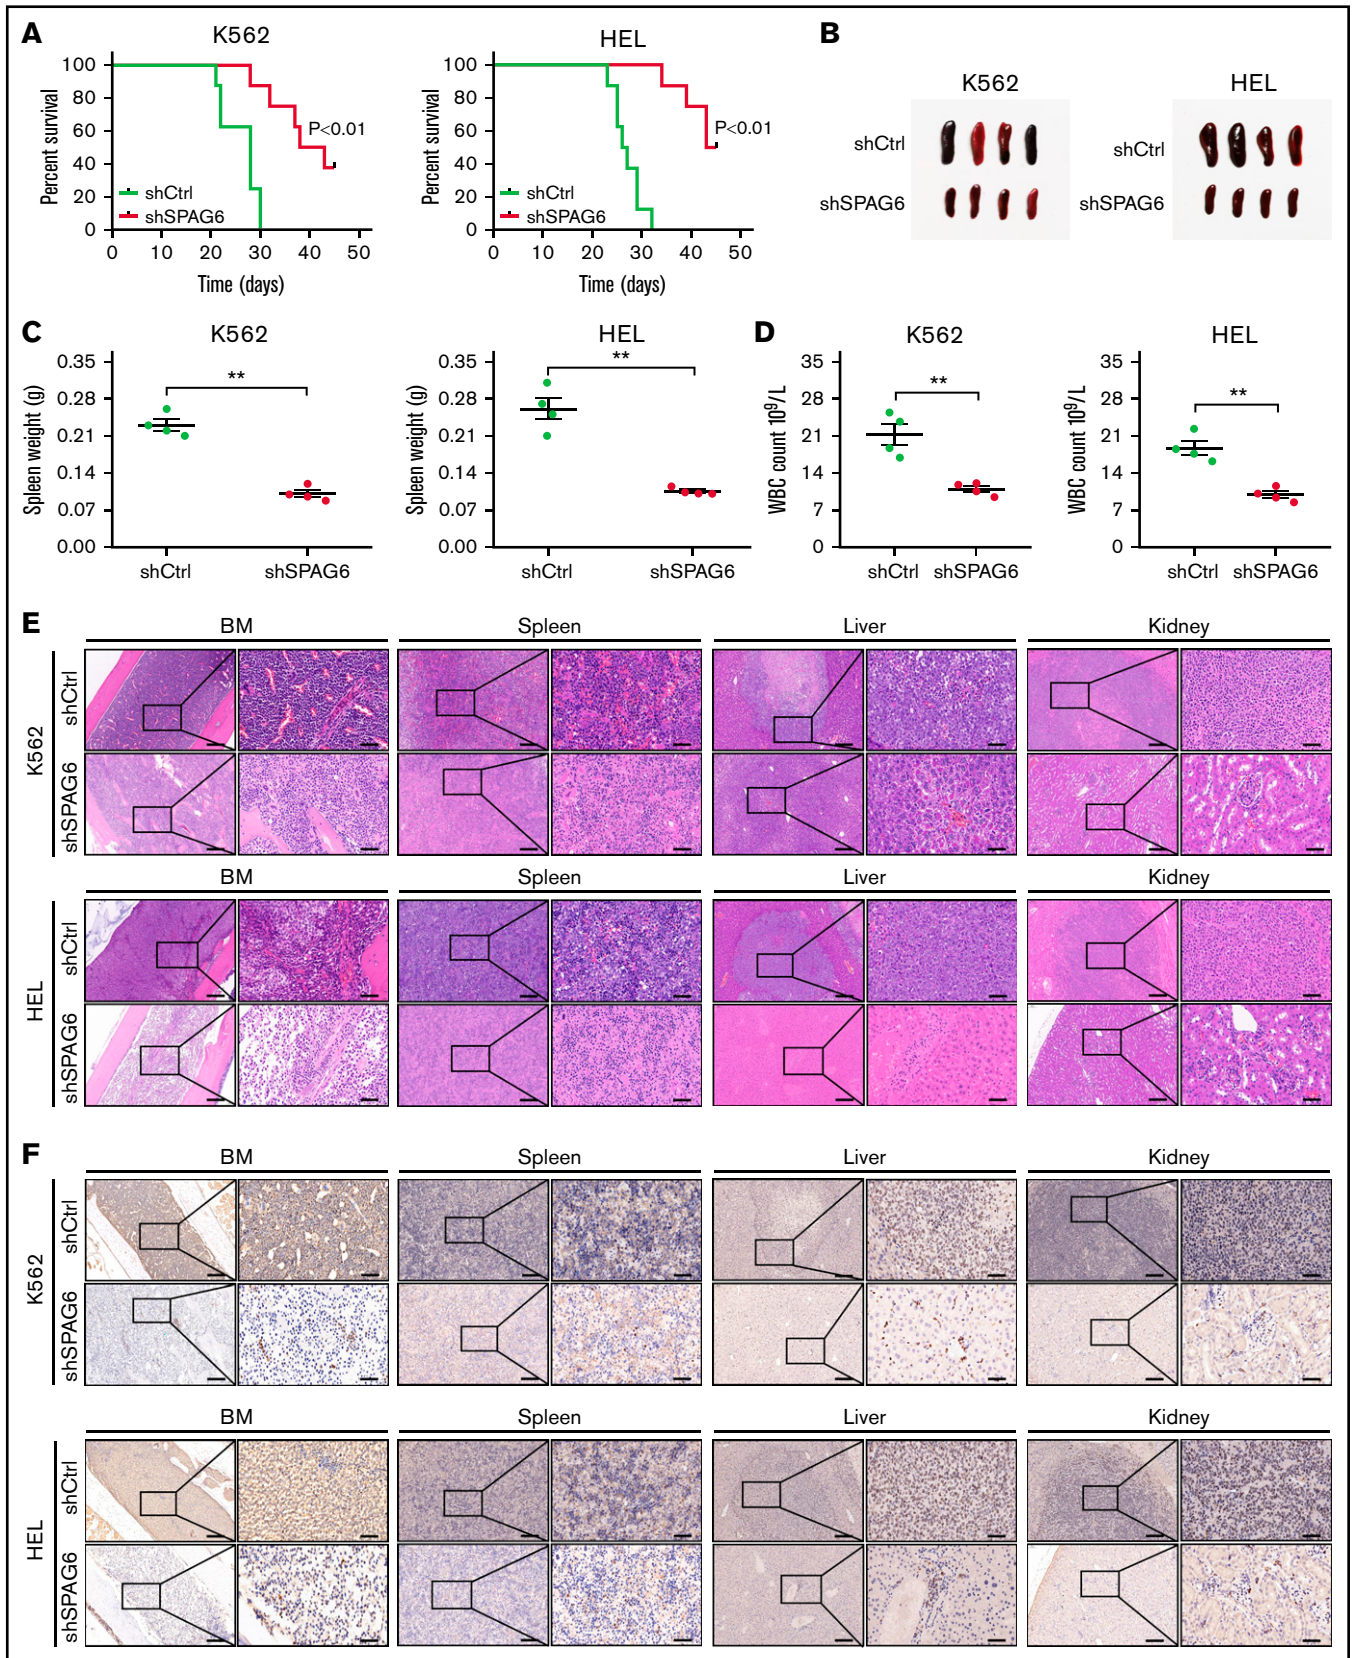 A
K562
Percent survival
100
80
60
40
20
0
P<0.01
shCtrl
shSPAG6
0 10 20 30 40 50
Time (days)
HEL
Percent survival
100
80
60
40
20
0
P<0.01
shCtrl
shSPAG6
0 10 20 30 40 50
Time (days)
B
K562
shCtrl
shSPAG6
HEL
shCtrl
shSPAG6
C
K562
Spleen weight (g)
0.35
0.28
0.21
0.14
0.07
0.00
**
shCtrl shSPAG6
HEL
Spleen weight (g)
0.35
0.28
0.21
0.14
0.07
0.00
**
shCtrl shSPAG6
D
K562
WBC count 10⁹/L
35
28
21
14
7
0
**
shCtrl shSPAG6
HEL
WBC count 10⁹/L
35
28
21
14
7
0
**
shCtrl shSPAG6
E
BM Spleen Liver Kidney
K562
shCtrl
shSPAG6
BM Spleen Liver Kidney
HEL
shCtrl
shSPAG6
F
BM Spleen Liver Kidney
K562
shCtrl
shSPAG6
BM Spleen Liver Kidney
HEL
shCtrl
shSPAG6